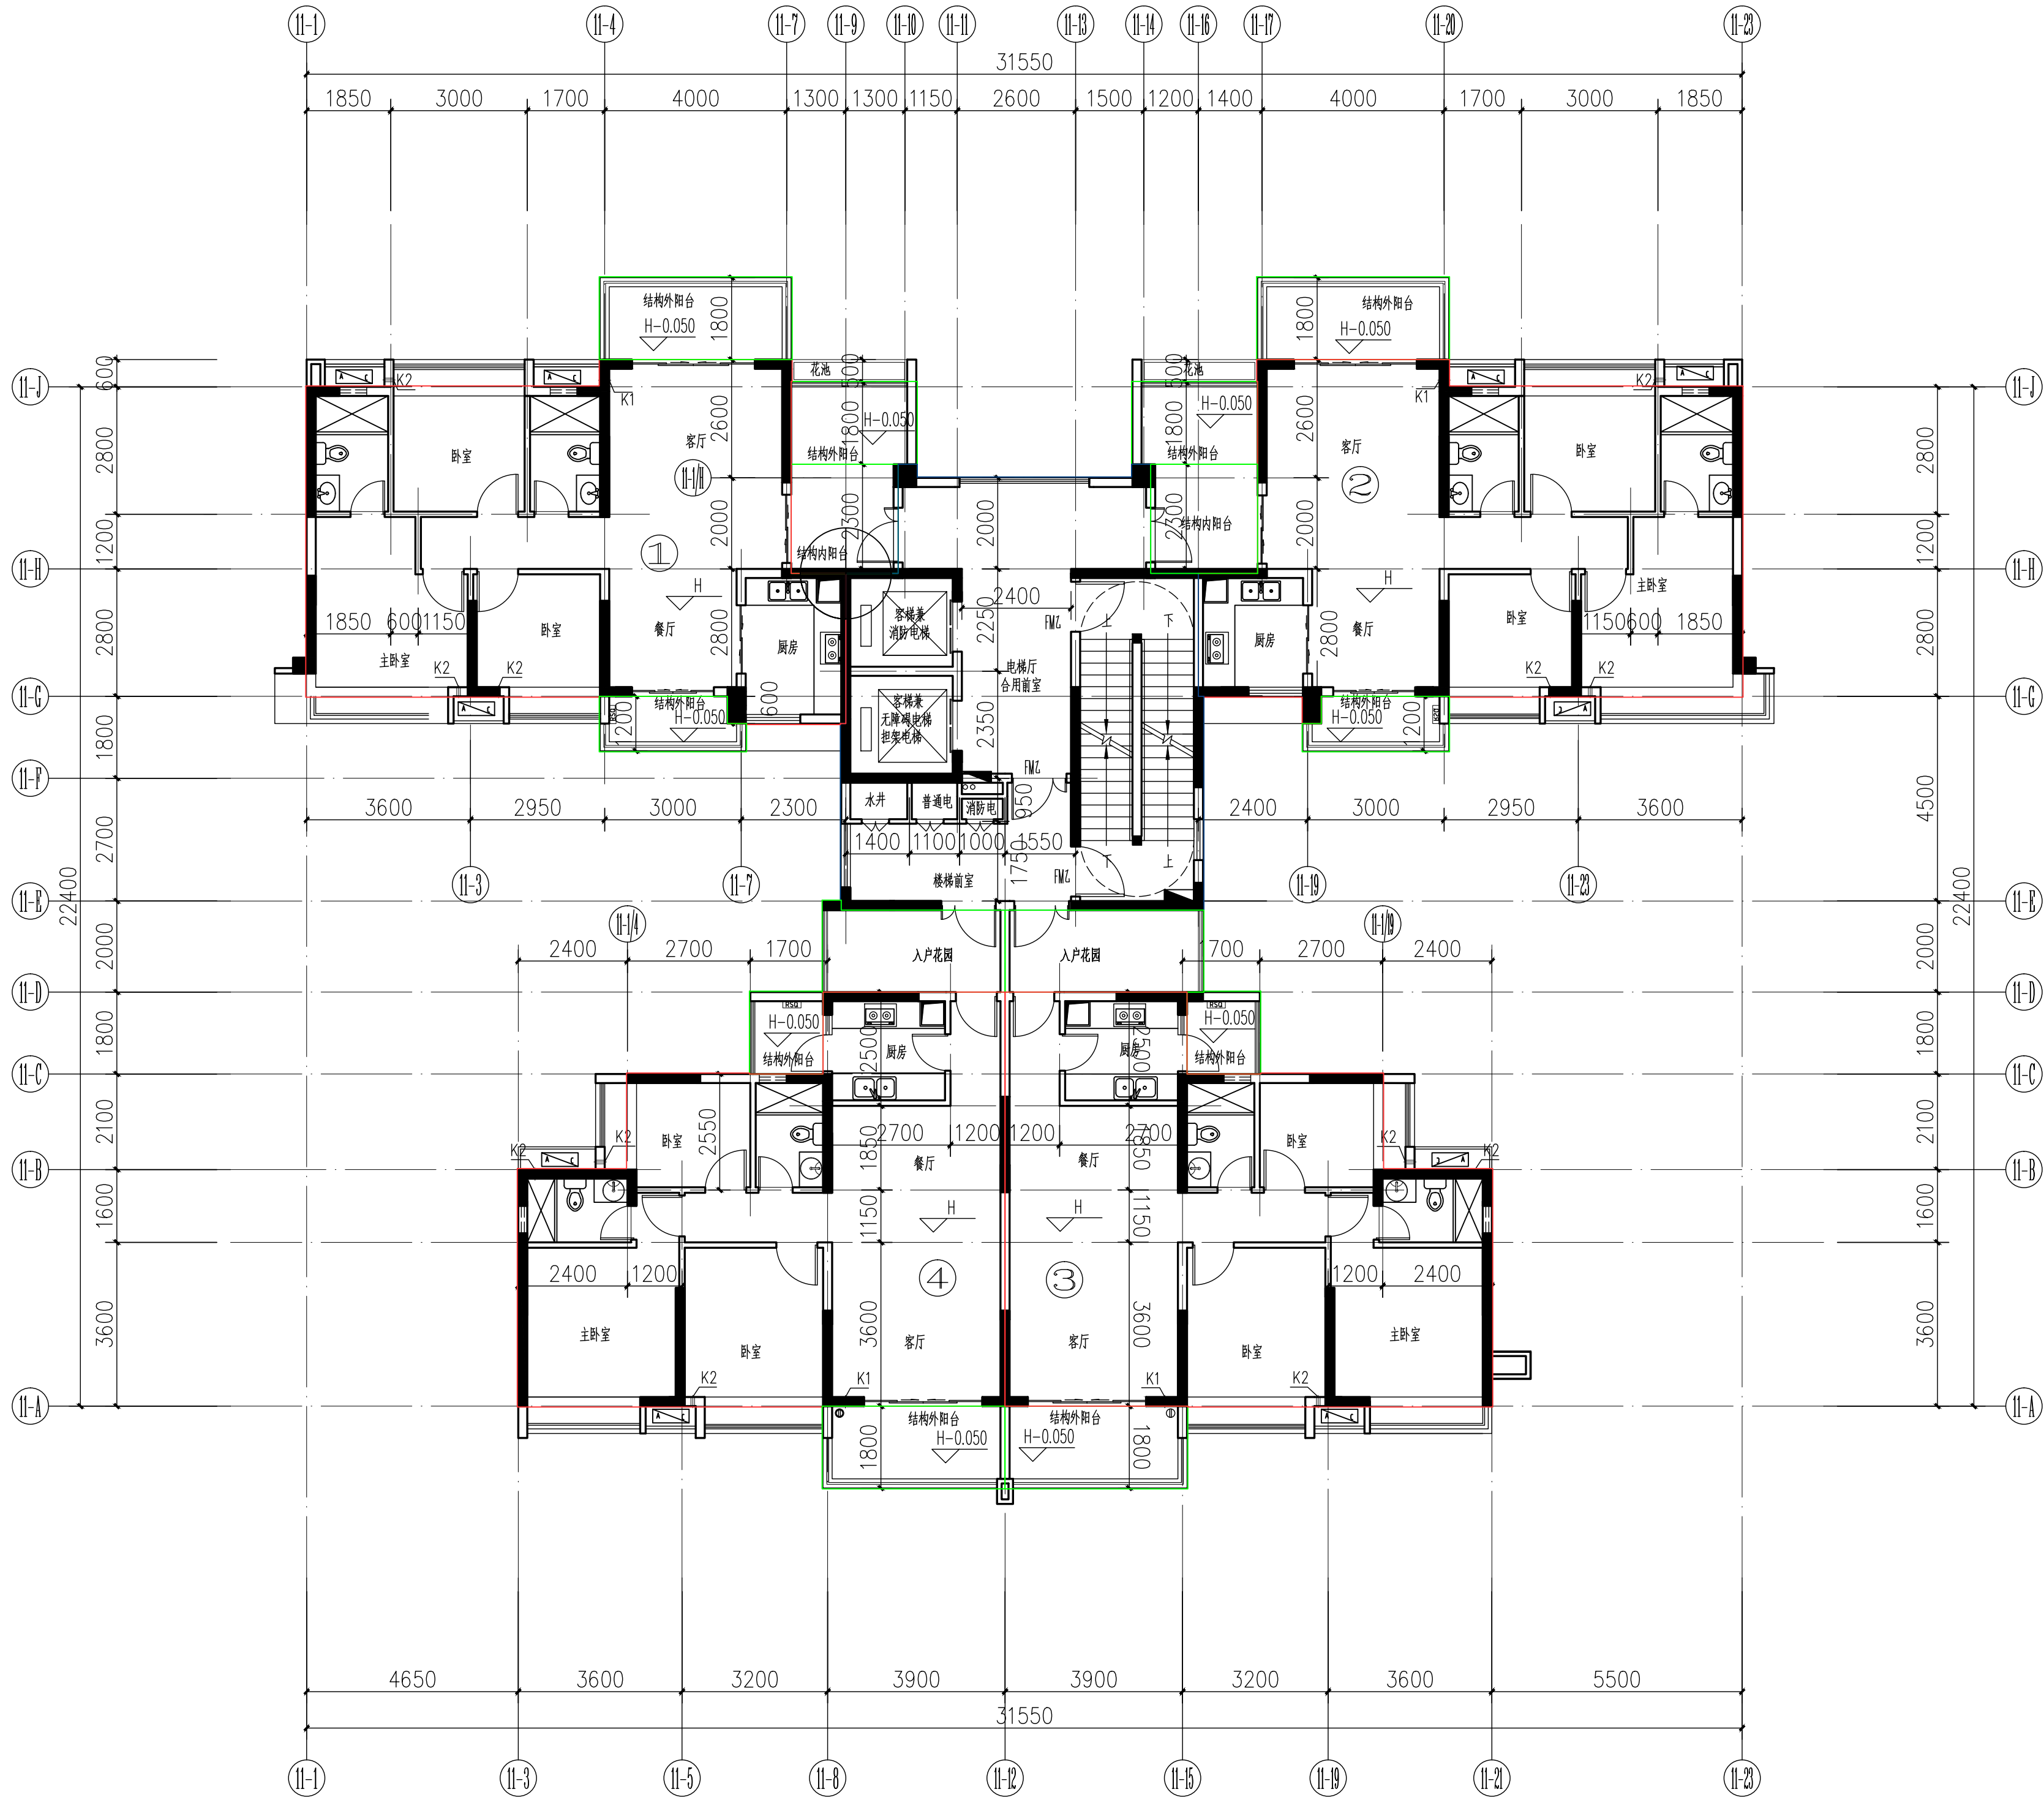 11-1 11-4 11-7 11-9 11-10 11-11 11-13 11-14 11-16 11-17 11-20 11-23
31550
1850 3000 1700 4000 1300 1300 1150 2600 1500 1200 1400 4000 1700 3000 1850
结构外阳台 1800 1800 结构外阳台
H-0.050 H-0.050
600 花池 500 500 花池
11-J K2 K2 11-J
K1 K1
2800 2600 H-0.050 1800 1800 H-0.050 2600 2800
客厅 客厅
卧室 结构外阳台 结构外阳台 卧室
11-1/H ②
1200 2000 2300 2000 2300 结构内阳台 2000 1200
① 结构内阳台
11-H H H 11-H
主卧室
1850 600 1150 2400 1150 600 1850
2800 卧室 餐厅 2800 厨房 客梯兼 2250 FM乙 上 下 厨房 2800 餐厅 卧室 2800
消防电梯
主卧室 电梯厅
K2 K2 合用前室 K2 K2
11-G 11-G
结构外阳台 600 客梯兼 结构外阳台
RSQ H-0.050 无障碍电梯 H-0.050 RSQ
1200 担架电梯 2350 1200
1800 4500
11-F FM乙 11-F
水井 普通电 消防电 950
3600 2950 3000 2300 2400 3000 2950 3600
2700 1400 1100 1000 1550
下 上
11-3 11-7 楼梯前室 1750 FM乙 11-19 11-23
22400 22400
11-E 11-E
11-1/4 11-1/19
2000 2400 2700 1700 入户花园 入户花园 1700 2700 2400 2000
11-D 11-D
RSQ RSQ
H-0.050 H-0.050
1800 结构外阳台 2500 厨房 厨房 2500 结构外阳台 1800
11-C 11-C
2100 卧室 2550 1850 2700 1200 1200 2700 1850 卧室 2100
K2 K2 餐厅 餐厅 K2 K2
11-B 11-B
1600 1150 H H 1150 1600
④ ③
2400 1200 1200 2400
3600 主卧室 卧室 3600 客厅 客厅 3600 卧室 主卧室 3600
K2 K1 K1 K2
11-A 11-A
结构外阳台 结构外阳台
1800 H-0.050 H-0.050 1800
4650 3600 3200 3900 3900 3200 3600 5500
31550
11-1 11-3 11-5 11-8 11-12 11-15 11-19 11-21 11-23